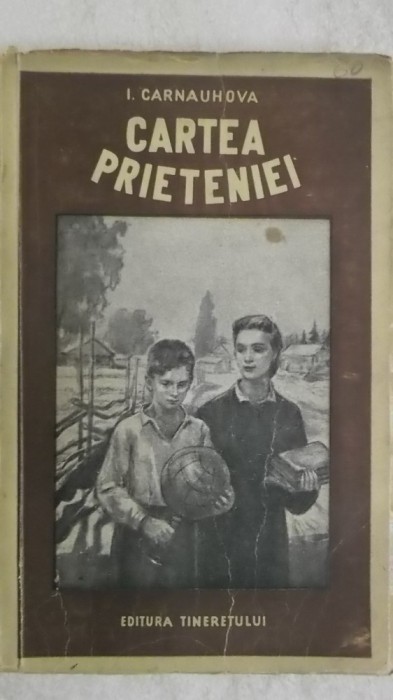 I. CARNAUHOVA
CARTEA
PRIETENIEI
EDITURA TINERETULUI